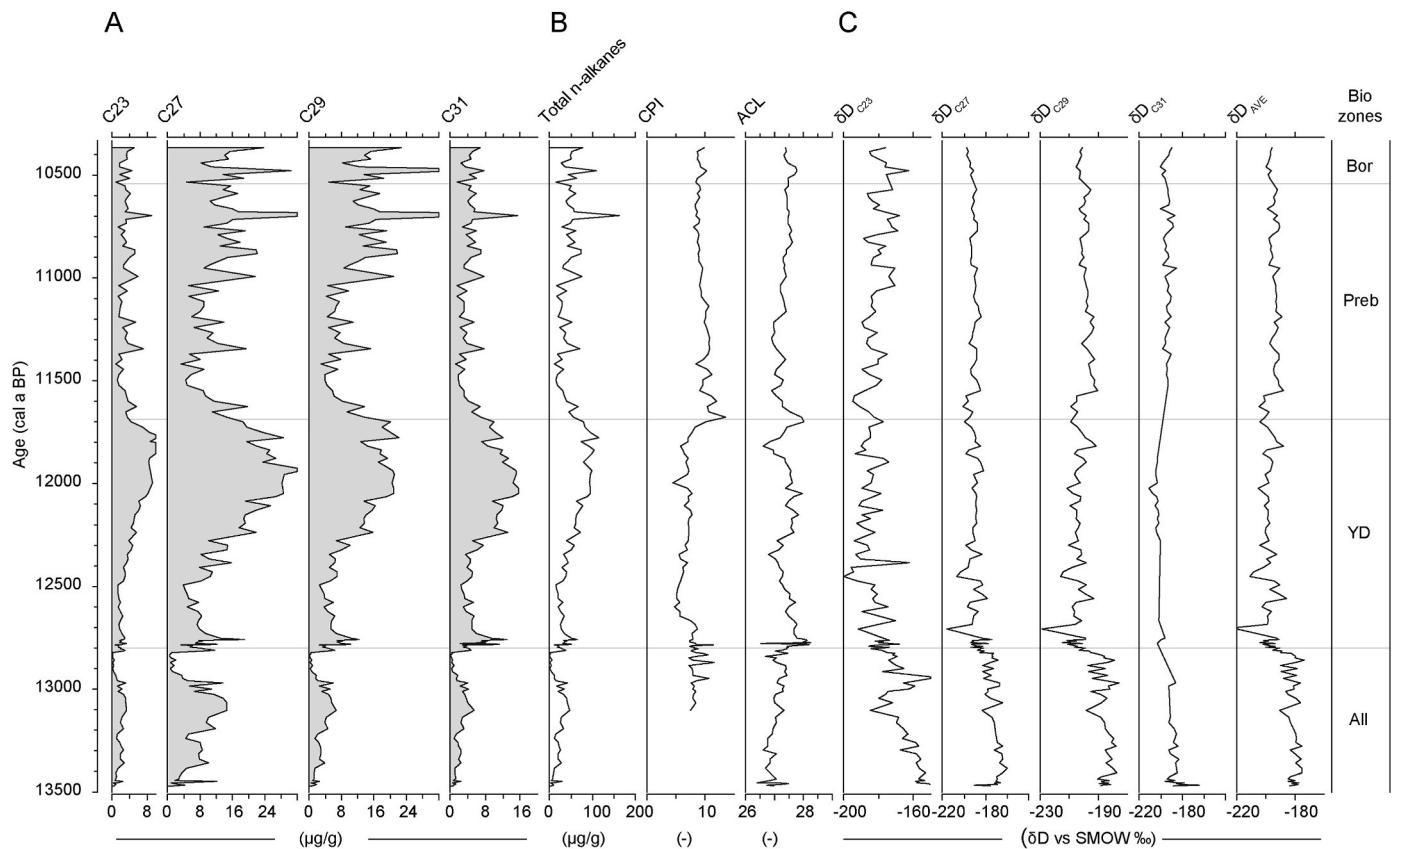 A B C
C23 C27 C29 C31 Total n-alkanes CPI ACL δD C23 δD C27 δD C29 δD C31 δD AVE Bio
zones
10500
11000
11500
12000
12500
13000
13500
Age (cal a BP)
Bor
Preb
YD
All
0 8 0 8 16 24 0 8 16 24 0 8 16 0 100 200 10 26 28 -200 -160 -220 -180 -230 -190 -220 -180 -220 -180
(µg/g) (µg/g) (-) (-) (δD vs SMOW ‰)